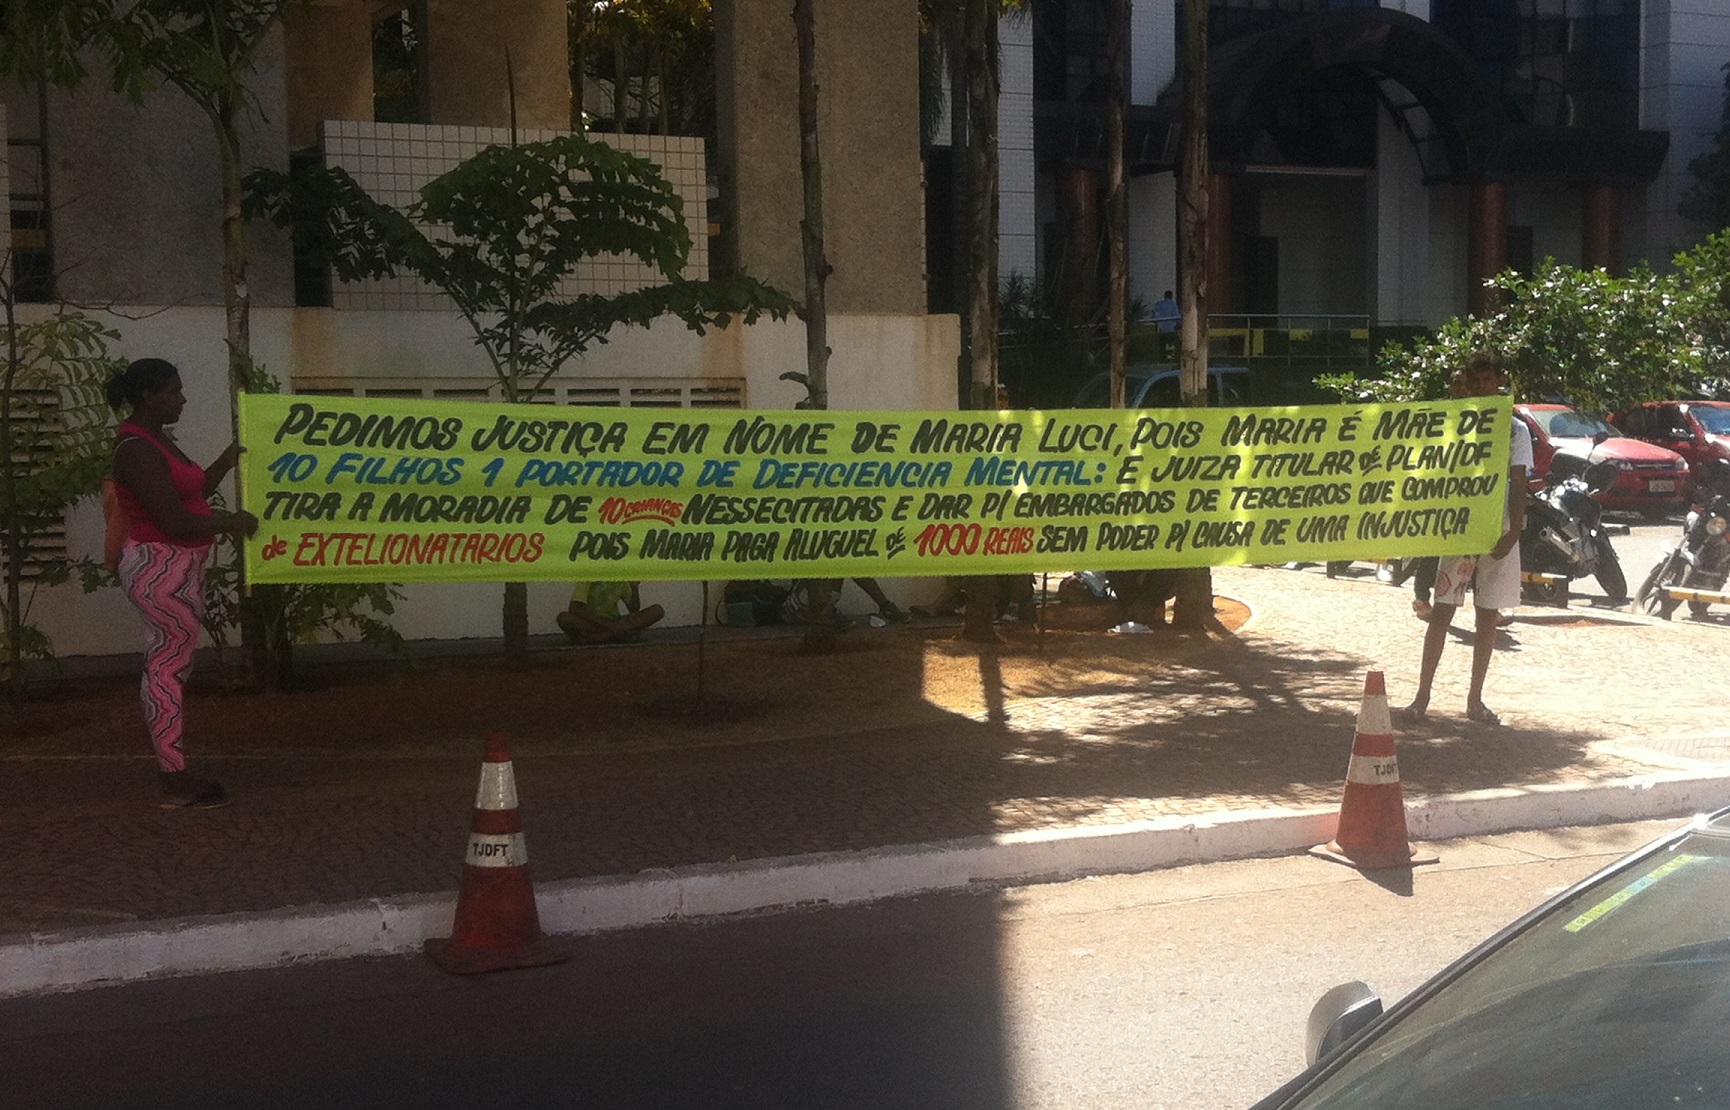 PEDIMOS JUSTIÇA EM NOME DE MARIA LUCI, POIS MARIA É MÃE DE
10 FILHOS 1 PORTADOR DE DEFICIENCIA MENTAL: E JUIZA TITULAR DE PLAN/DF
TIRA A MORADIA DE 10 CRIANÇAS NESSECITADAS E DAR P/ EMBARGADOS DE TERCEIROS QUE COMPROU
de EXTELIONATARIOS POIS MARIA PAGA ALUGUEL DE 1000 REAIS SEM PODER P/ CAUSA DE UMA INJUSTIÇA
TJDFT
TJDF